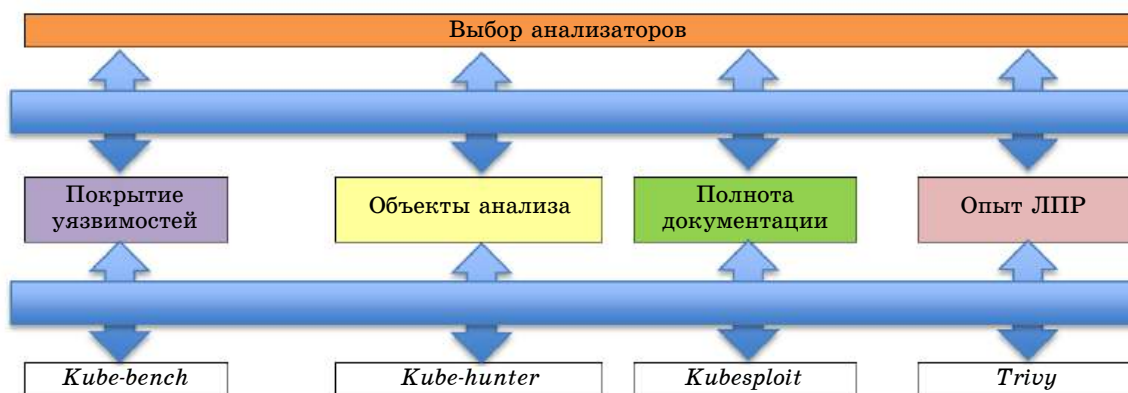 Выбор анализаторов
Покрытие
уязвимостей
Объекты анализа
Полнота
документации
Опыт ЛПР
Kube-bench
Kube-hunter
Kubesploit
Trivy